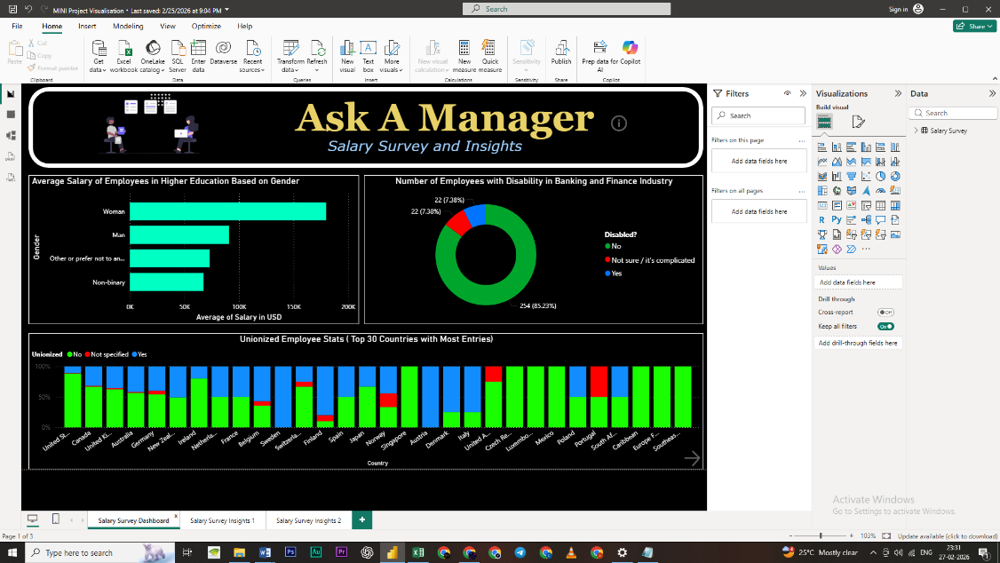 MINI Project Visualisation • Last saved: 2/25/2026 at 9:04 PM
Search
Sign in
File Home Insert Modeling View Optimize Help
Share
Paste
Cut
Copy
Format painter
Clipboard
Get data
Excel workbook
OneLake catalog
SQL Server
Enter data
Dataverse
Recent sources
Data
Transform data
Refresh
Queries
New visual
Text box
More visuals
Insert
New visual calculation
New measure
Quick measure
Calculations
Sensitivity
Sensitivity
Publish
Share
Prep data for AI
Copilot
Copilot
Ask A Manager
Salary Survey and Insights
Average Salary of Employees in Higher Education Based on Gender
Gender
Woman
Man
Other or prefer not to an...
Non-binary
0K 50K 100K 150K 200K
Average of Salary in USD
Number of Employees with Disability in Banking and Finance Industry
22 (7.38%)
22 (7.38%)
254 (85.23%)
Disabled?
No
Not sure / it's complicated
Yes
Unionized Employee Stats ( Top 30 Countries with Most Entries)
Unionized No Not specified Yes
100%
50%
0%
United St... Canada United Ki... Australia Germany New Zeal... Ireland Netherla... France Belgium Sweden Switzerla... Finland Spain Japan Norway Singapore Austria Denmark Italy United A... Czech Re... Luxembo... Mexico Poland Portugal South Af... Caribbean Europe F... Southeas...
Country
Filters
Search
Filters on this page
Add data fields here
Filters on all pages
Add data fields here
Visualizations
Build visual
R Py
Values
Add data fields here
Drill through
Cross-report
Off
Keep all filters
On
Add drill-through fields here
Data
Search
Salary Survey
Activate Windows
Go to Settings to activate Windows.
Salary Survey Dashboard
Salary Survey Insights 1
Salary Survey Insights 2
Page 1 of 3
103%
Update available (click to download)
Type here to search
25°C Mostly clear
ENG
23:31
27-02-2026